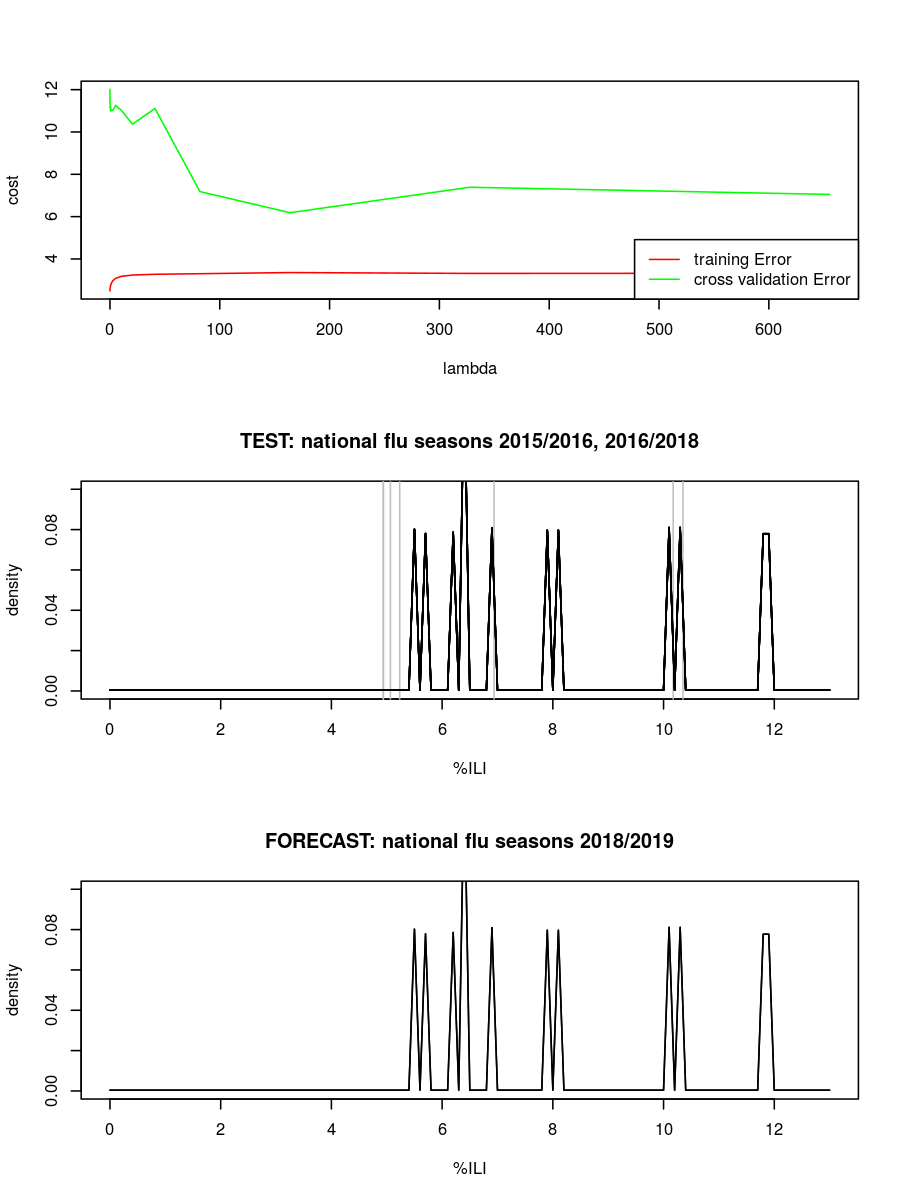 12
10
8
6
4
cost
training Error
cross validation Error
0 100 200 300 400 500 600
lambda
TEST: national flu seasons 2015/2016, 2016/2018
0.08
0.04
0.00
density
0 2 4 6 8 10 12
%ILI
FORECAST: national flu seasons 2018/2019
0.08
0.04
0.00
density
0 2 4 6 8 10 12
%ILI